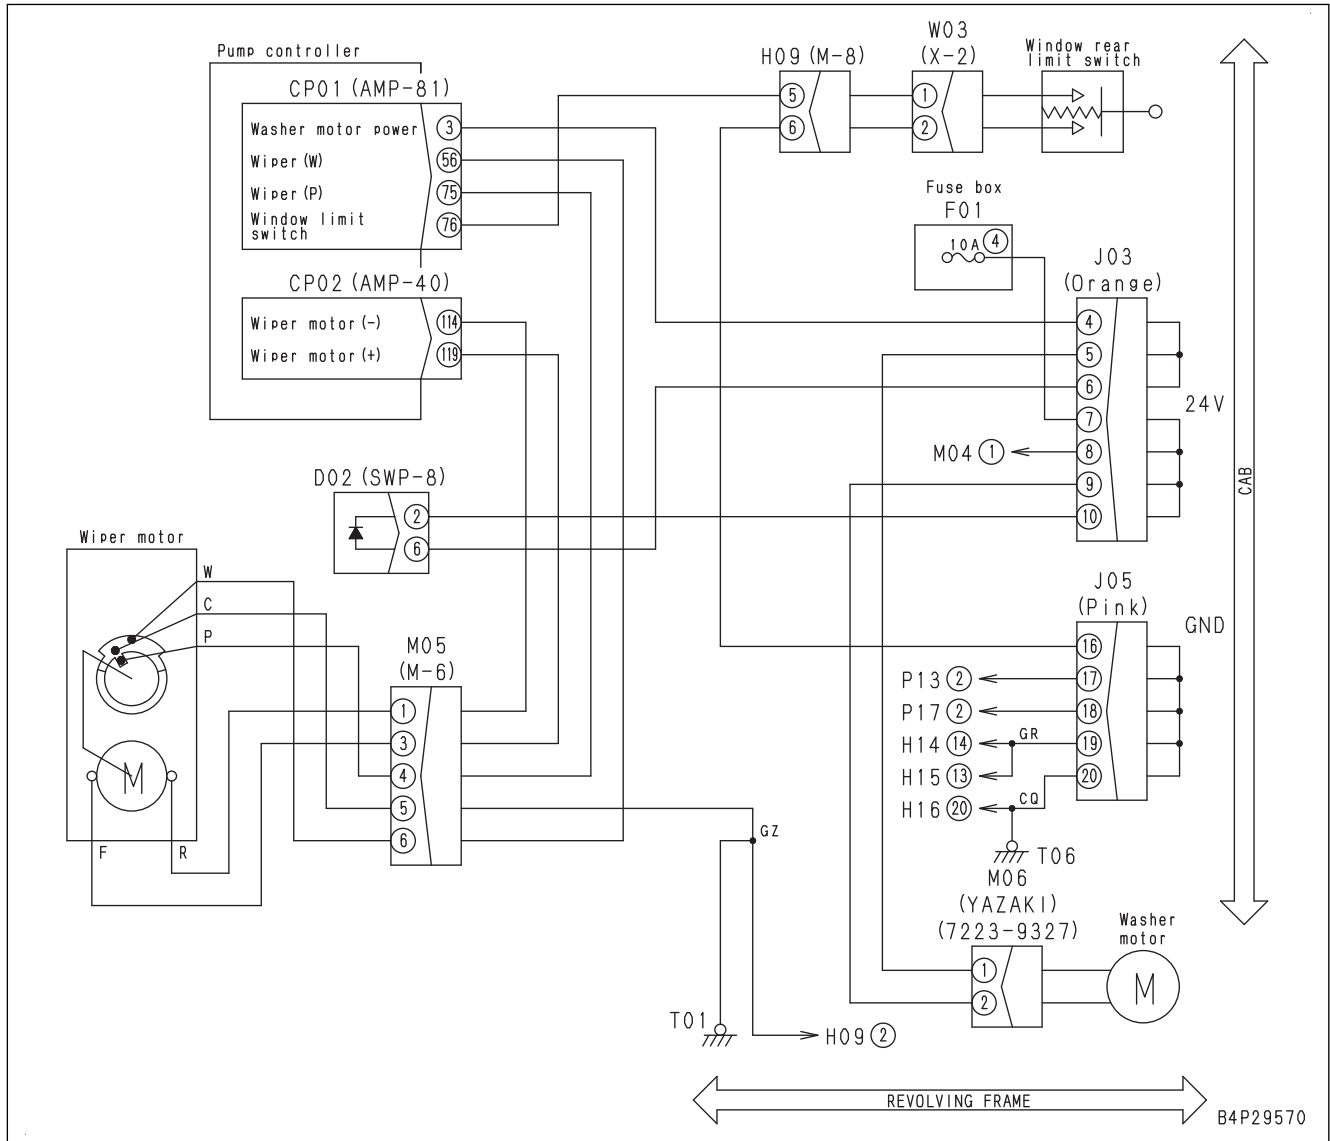 Pump controller
CP01 (AMP-81)
Washer motor power 3
Wiper (W) 56
Wiper (P) 75
Window limit
switch 76
CP02 (AMP-40)
Wiper motor (-) 114
Wiper motor (+) 119
H09 (M-8)
5
6
W03
(X-2)
1
2
Window rear
limit switch
Fuse box
F01
10A 4
J03
(Orange)
4
5
6
7
8
9
10
24V
M04 1
D02 (SWP-8)
2
6
Wiper motor
W
C
P
M
F
R
M05
(M-6)
1
3
4
5
6
GZ
T01
H09 2
J05
(Pink)
16
17
18
19
20
GND
P13 2
P17 2
H14 14
GR
H15 13
H16 20
CQ
T06
M06
(YAZAKI)
(7223-9327)
1
2
Washer
motor
M
CAB
REVOLVING FRAME
B4P29570